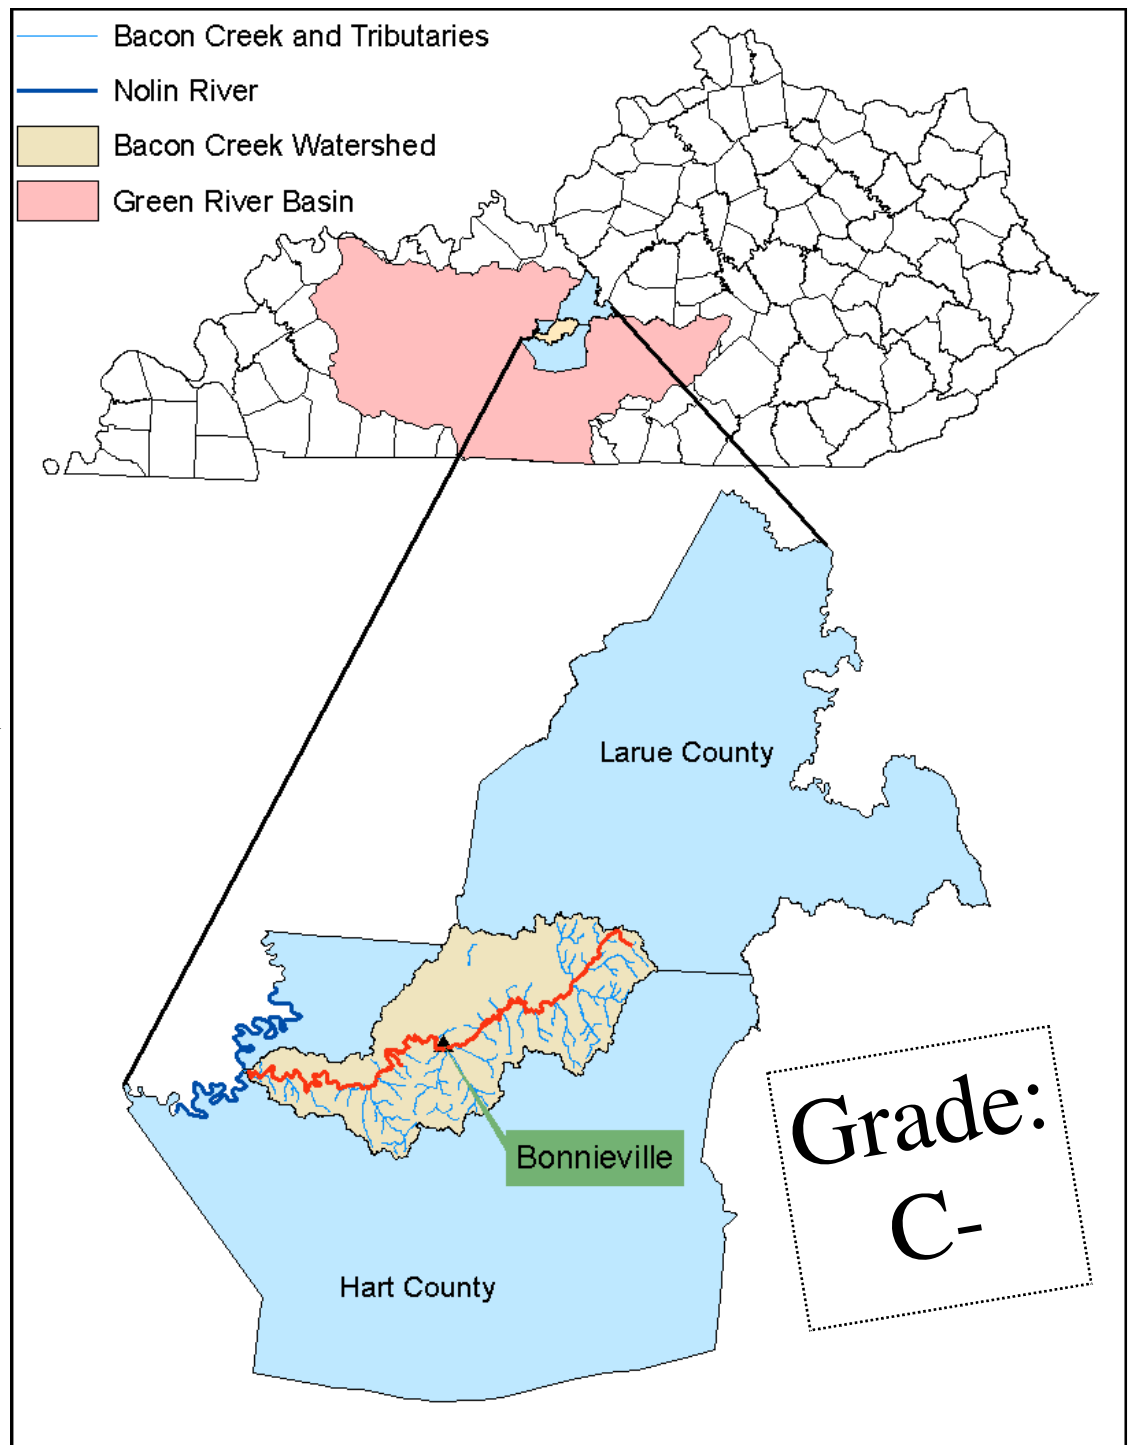 Bacon Creek and Tributaries
Nolin River
Bacon Creek Watershed
Green River Basin
Larue County
Bonnieville
Hart County
Grade:
C-